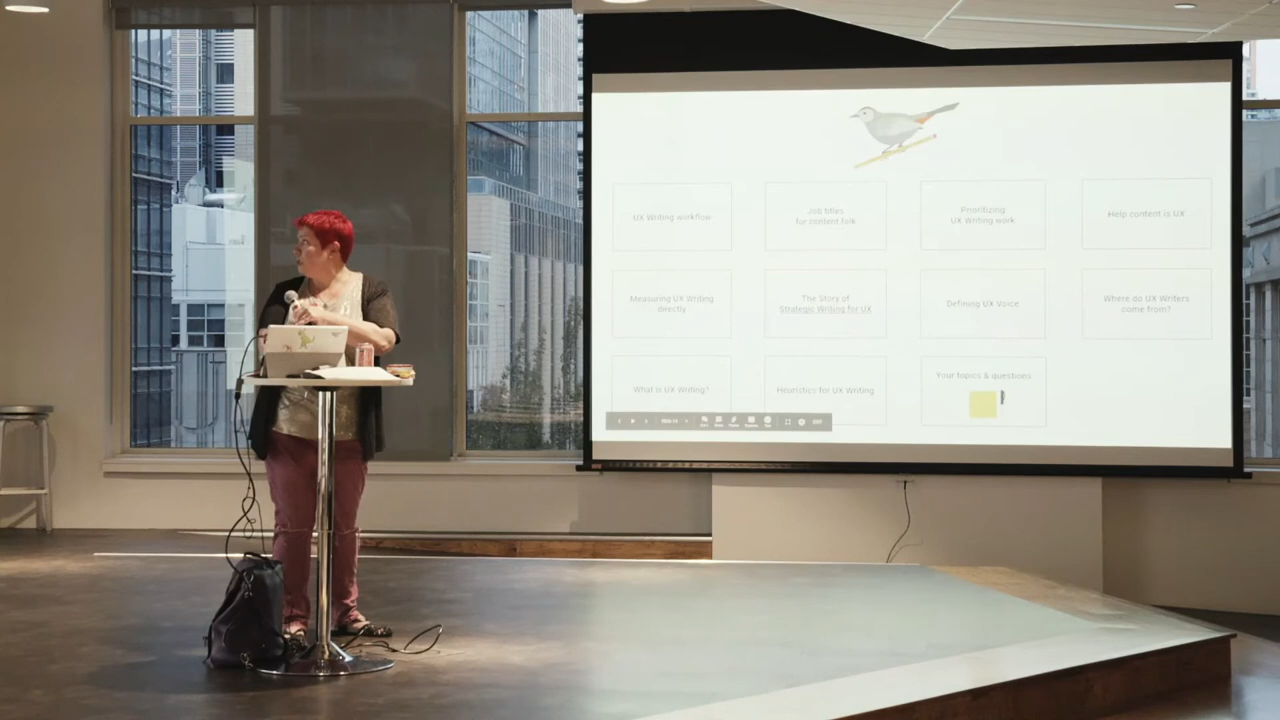 UX Writing workflow
Job titles
for content folk
Prioritizing
UX Writing work
Help content is UX
Measuring UX Writing
directly
The Story of
Strategic Writing for UX
Defining UX Voice
Where do UX Writers
come from?
What is UX Writing?
Heuristics for UX Writing
Your topics & questions